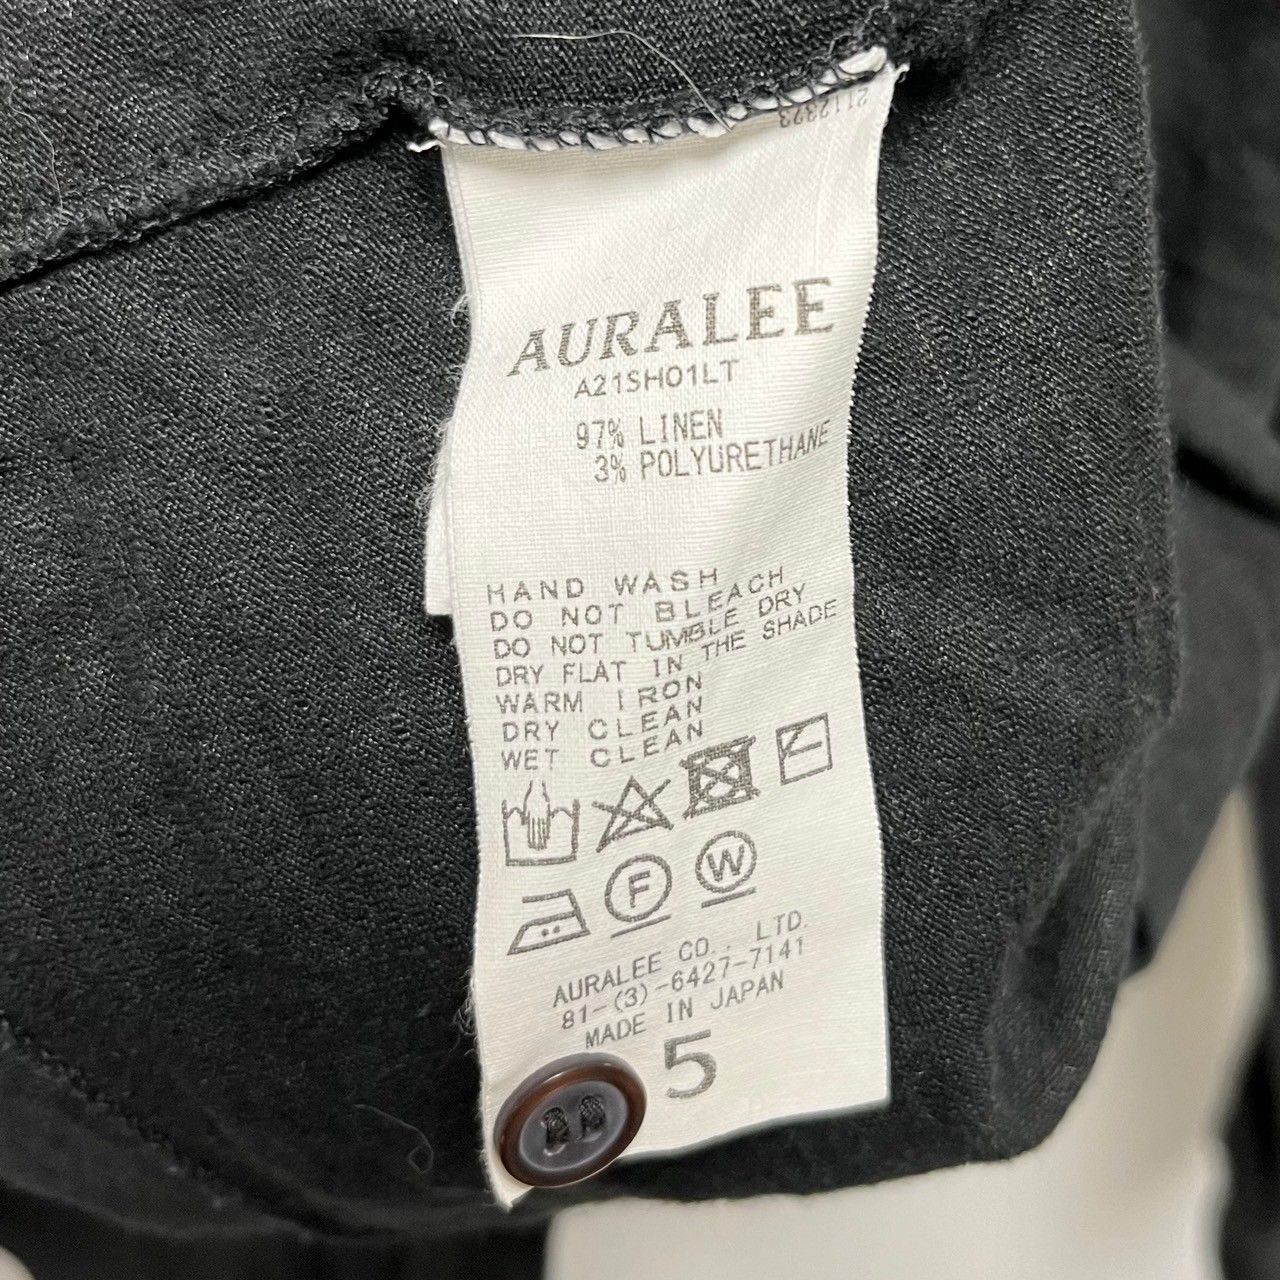 2112323
AURALEE
A21SH01LT
97% LINEN
3% POLYURETHANE
HAND WASH
DO NOT BLEACH
DO NOT TUMBLE DRY
DRY FLAT IN THE SHADE
WARM IRON
DRY CLEAN
WET CLEAN
F W
AURALEE CO., LTD.
81-(3)-6427-7141
MADE IN JAPAN
5